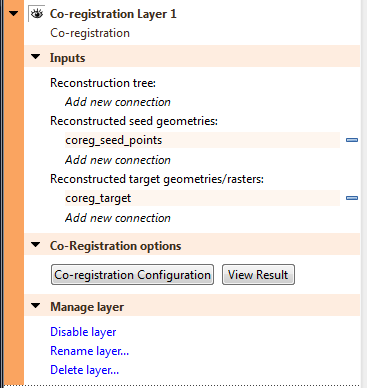 Co-registration Layer 1
Co-registration
Inputs
Reconstruction tree:
Add new connection
Reconstructed seed geometries:
coreg_seed_points
Add new connection
Reconstructed target geometries/rasters:
coreg_target
Add new connection
Co-Registration options
Co-registration Configuration View Result
Manage layer
Disable layer
Rename layer...
Delete layer...